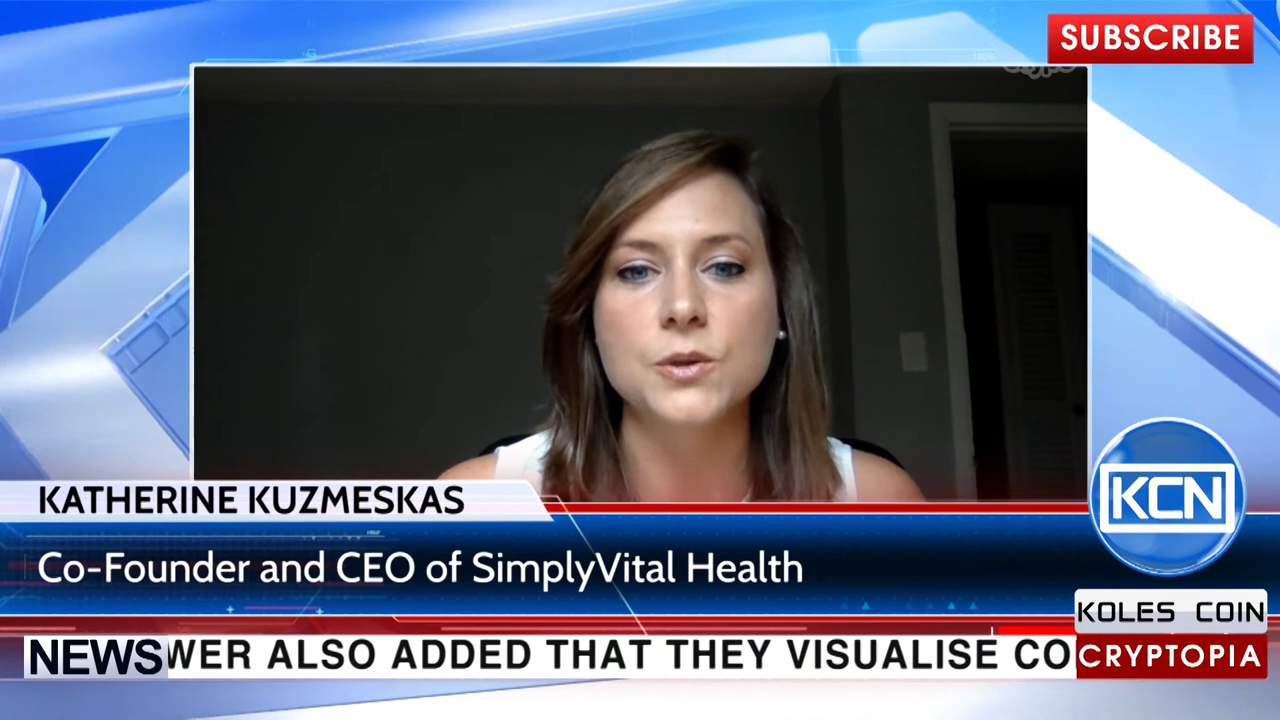 SUBSCRIBE
KATHERINE KUZMESKAS
Co-Founder and CEO of SimplyVital Health
KCN
KOLES COIN
NEWS WER ALSO ADDED THAT THEY VISUALISE CO
CRYPTOPIA